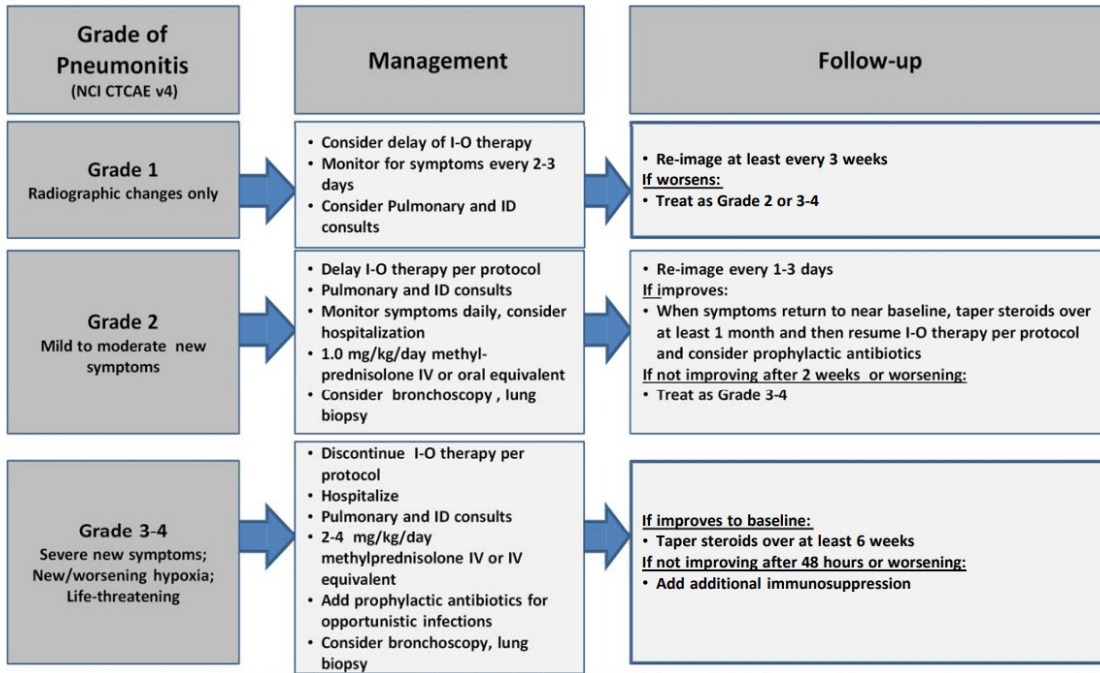 Grade of
Pneumonitis
(NCI CTCAE v4)
Management
Follow-up
Grade 1
Radiographic changes only
• Consider delay of I-O therapy
• Monitor for symptoms every 2-3
days
• Consider Pulmonary and ID
consults
• Re-image at least every 3 weeks
If worsens:
• Treat as Grade 2 or 3-4
Grade 2
Mild to moderate new
symptoms
• Delay I-O therapy per protocol
• Pulmonary and ID consults
• Monitor symptoms daily, consider
hospitalization
• 1.0 mg/kg/day methyl-
prednisolone IV or oral equivalent
• Consider bronchoscopy , lung
biopsy
• Re-image every 1-3 days
If improves:
• When symptoms return to near baseline, taper steroids over
at least 1 month and then resume I-O therapy per protocol
and consider prophylactic antibiotics
If not improving after 2 weeks or worsening:
• Treat as Grade 3-4
Grade 3-4
Severe new symptoms;
New/worsening hypoxia;
Life-threatening
• Discontinue I-O therapy per
protocol
• Hospitalize
• Pulmonary and ID consults
• 2-4 mg/kg/day
methylprednisolone IV or IV
equivalent
• Add prophylactic antibiotics for
opportunistic infections
• Consider bronchoscopy, lung
biopsy
If improves to baseline:
• Taper steroids over at least 6 weeks
If not improving after 48 hours or worsening:
• Add additional immunosuppression